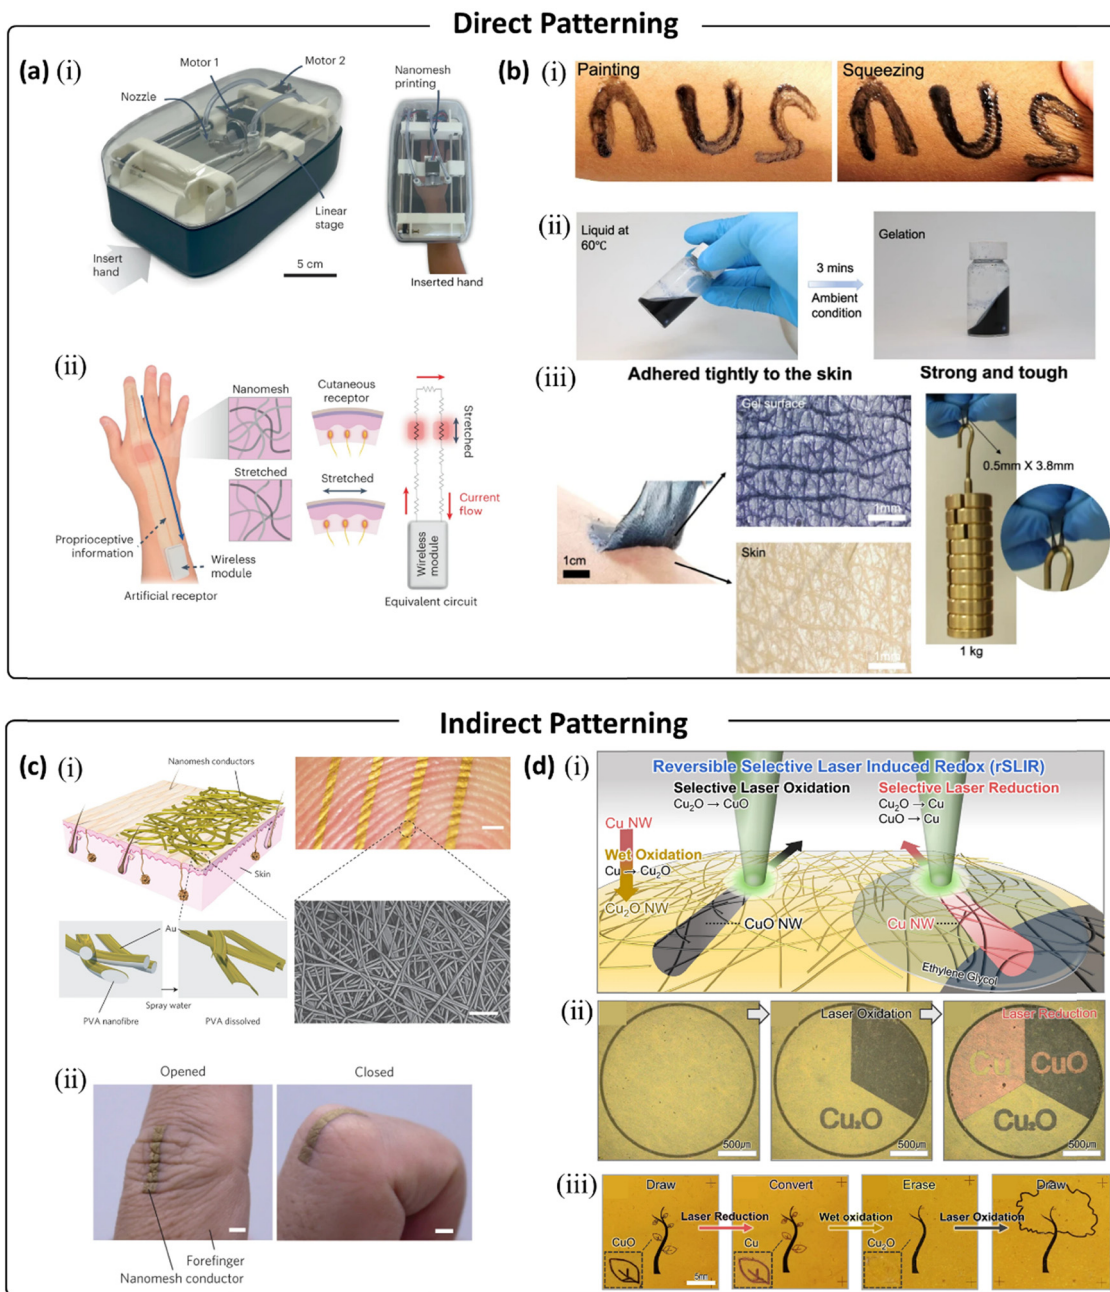 Direct Patterning
(a) (i)
Motor 1
Motor 2
Nozzle
Nanomesh
printing
Linear
stage
Insert
hand
5 cm
Inserted hand
(ii)
Nanomesh
Cutaneous
receptor
Stretched
Stretched
Stretched
Proprioceptive
information
Wireless
module
Artificial receptor
Current
flow
Wireless
module
Equivalent circuit
(b) (i)
Painting
Squeezing
(ii)
Liquid at
60℃
3 mins
Ambient
condition
Gelation
(iii)
Adhered tightly to the skin
Strong and tough
Gel surface
1mm
0.5mm X 3.8mm
1cm
Skin
1mm
1 kg
Indirect Patterning
(c) (i)
Nanomesh conductors
Skin
Au
Spray water
PVA nanofibre
PVA dissolved
(ii)
Opened
Closed
Forefinger
Nanomesh conductor
(d) (i)
Reversible Selective Laser Induced Redox (rSLIR)
Selective Laser Oxidation
Cu₂O → CuO
Selective Laser Reduction
Cu₂O → Cu
CuO → Cu
Cu NW
Wet Oxidation
Cu → Cu₂O
Cu₂O NW
CuO NW
Cu NW
Ethylene Glycol
(ii)
Laser Oxidation
Laser Reduction
Cu₂O
Cu
CuO
Cu₂O
500㎛
500㎛
500㎛
(iii)
Draw
Convert
Erase
Draw
Laser Reduction
Wet oxidation
Laser Oxidation
CuO
Cu
Cu₂O